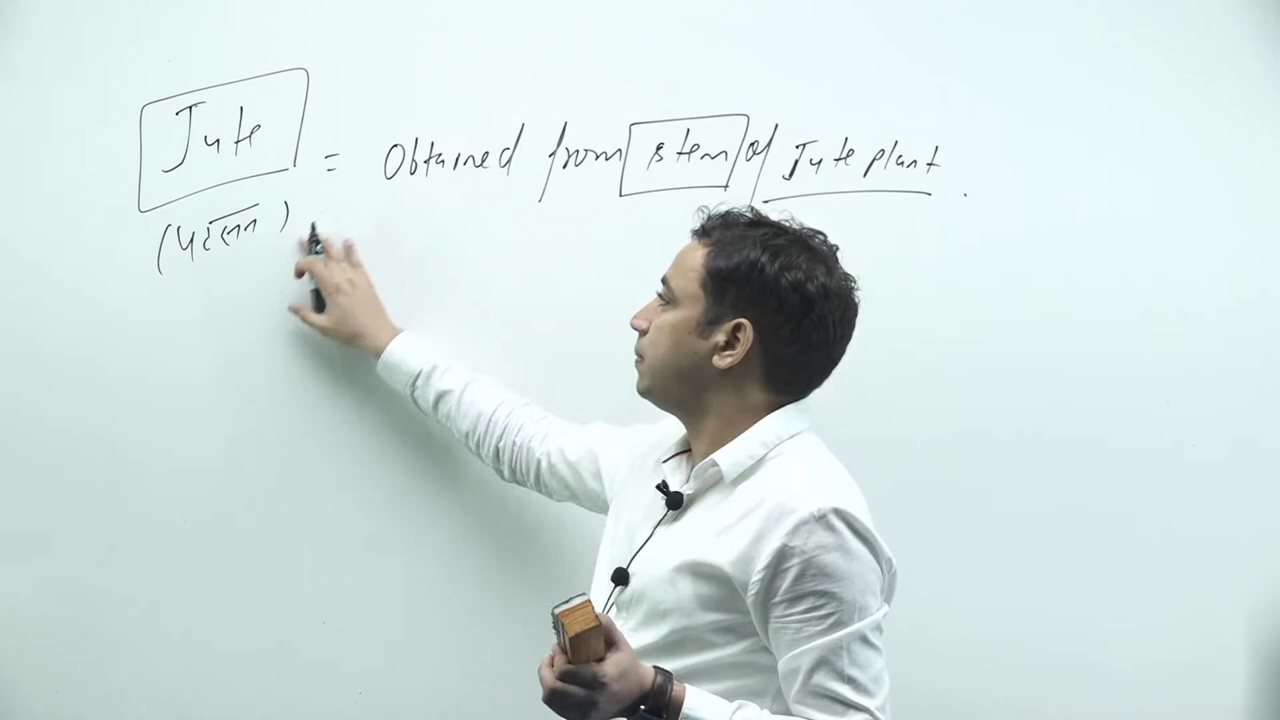 Jute = Obtained from stem of Jute plant.
(पटसन)